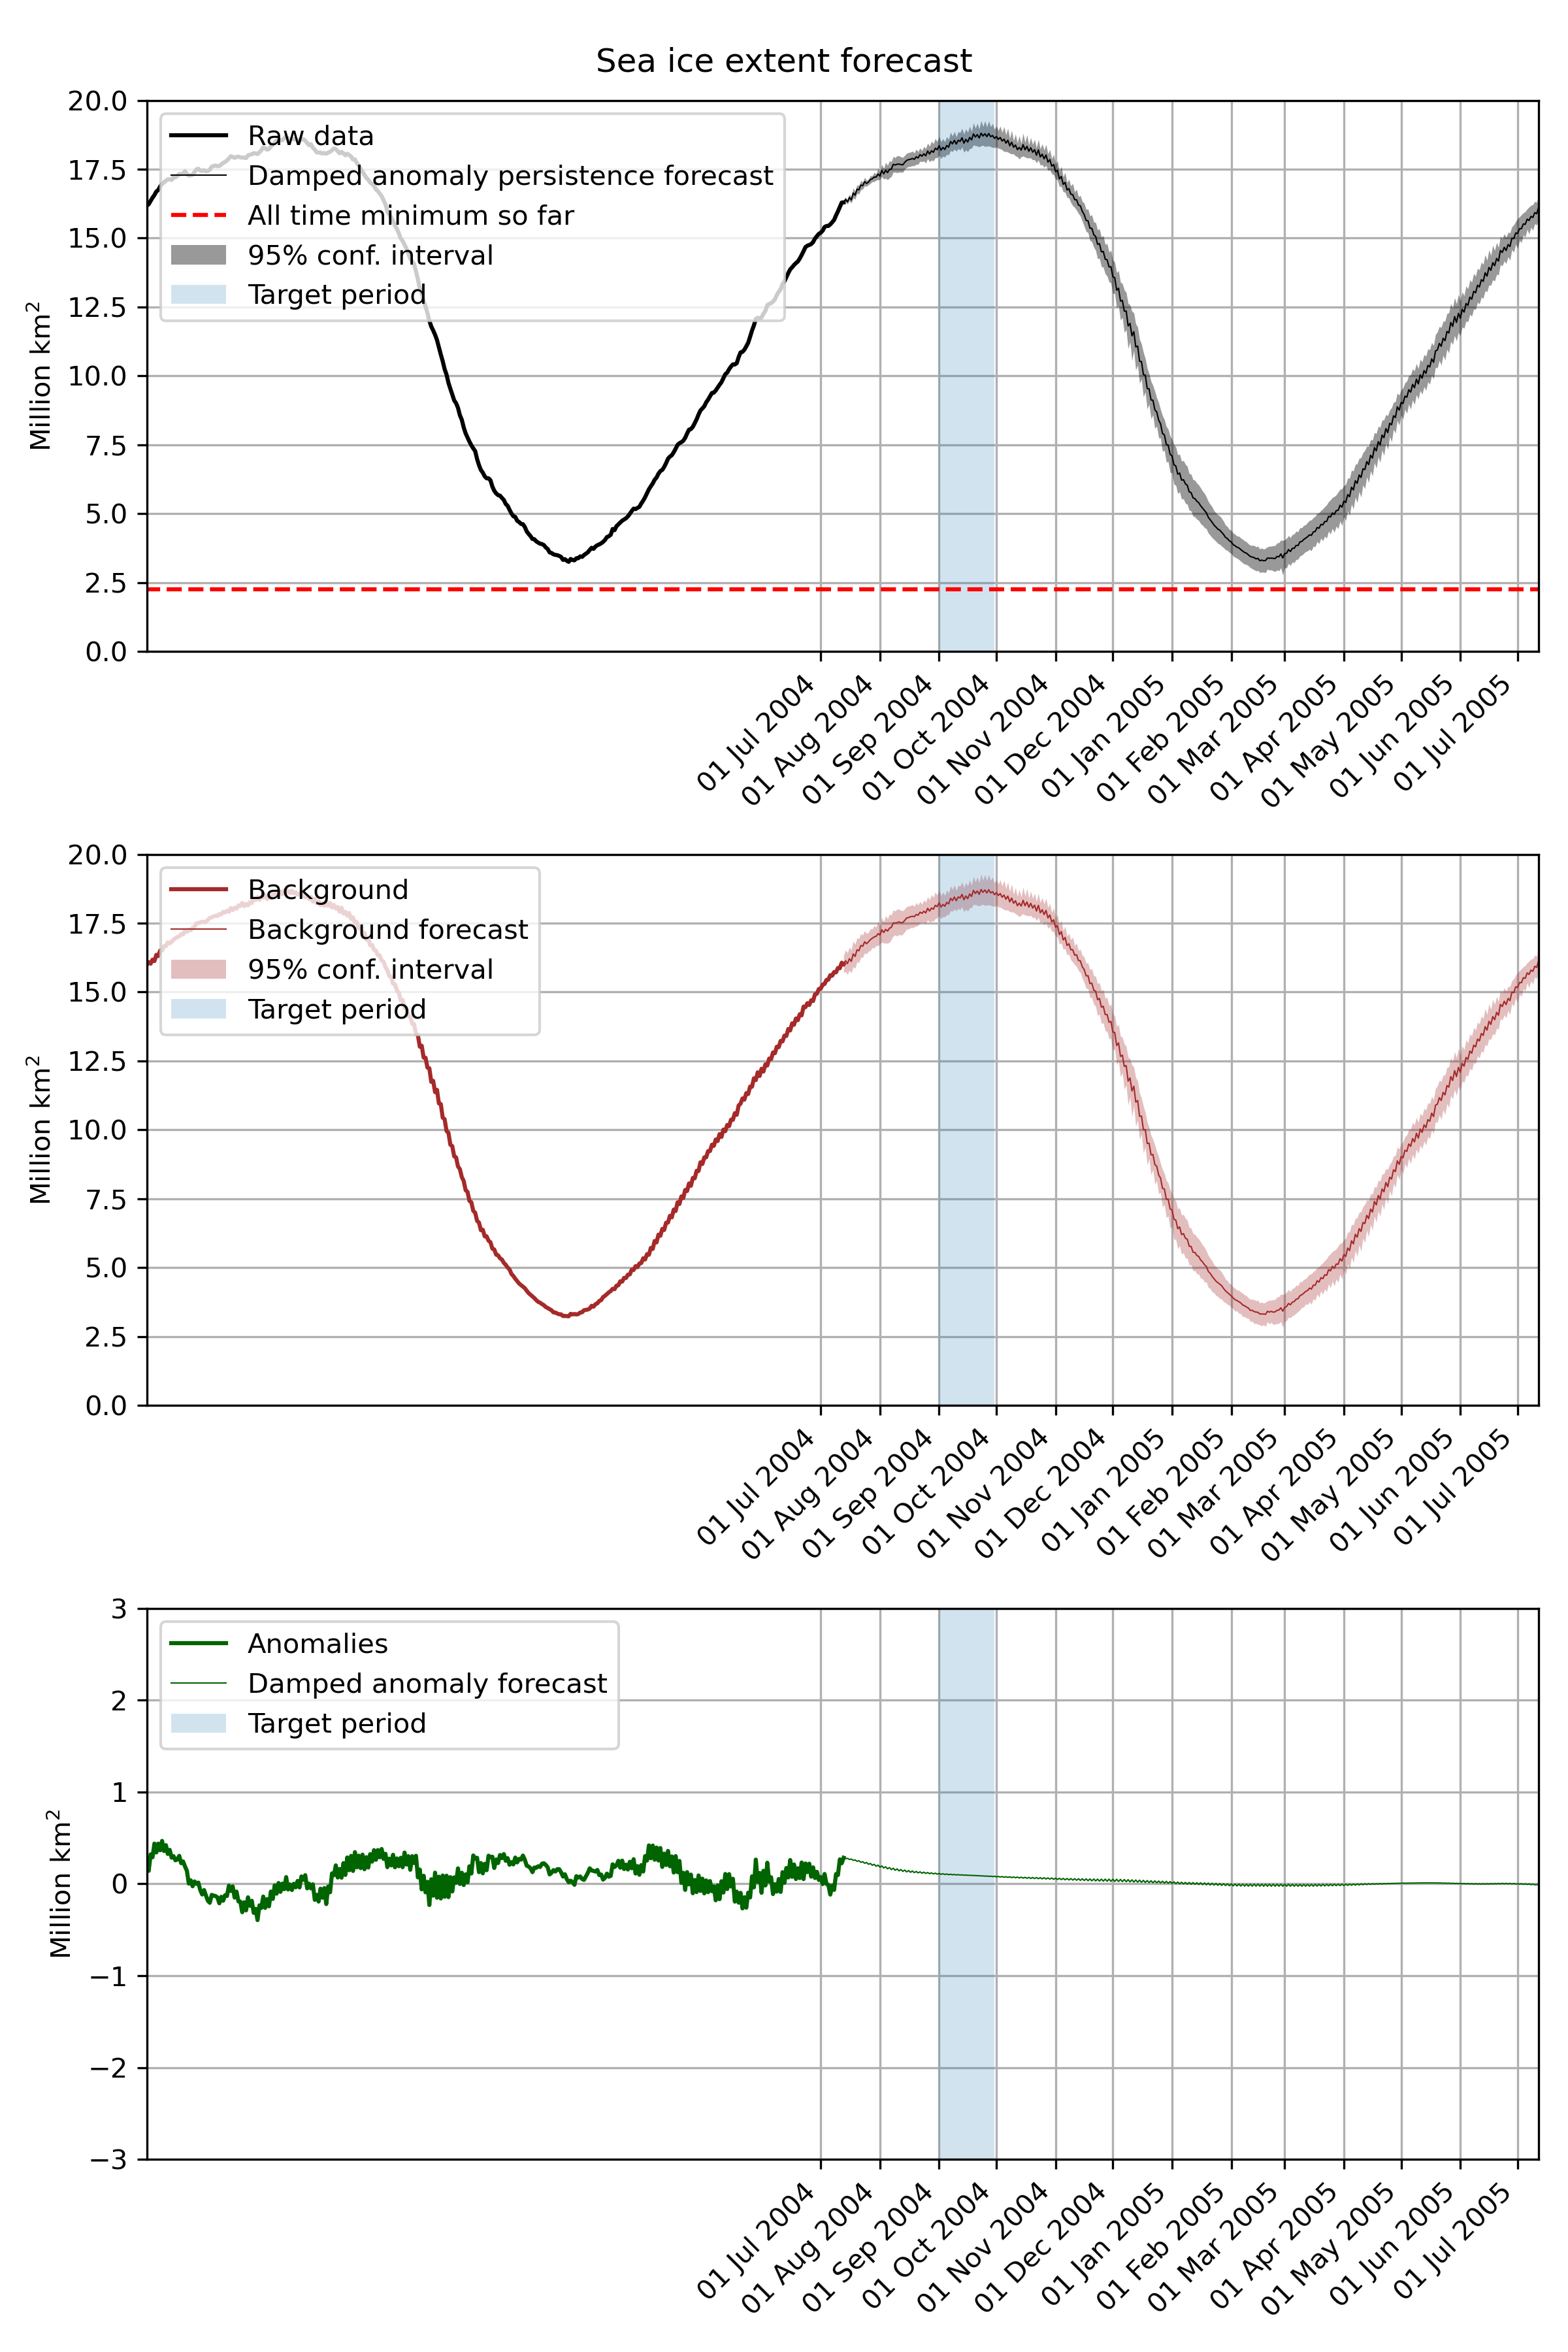 Sea ice extent forecast
20.0
17.5
15.0
12.5
10.0
7.5
5.0
2.5
0.0
Million km²
Raw data
Damped anomaly persistence forecast
All time minimum so far
95% conf. interval
Target period
01 Jul 2004
01 Aug 2004
01 Sep 2004
01 Oct 2004
01 Nov 2004
01 Dec 2004
01 Jan 2005
01 Feb 2005
01 Mar 2005
01 Apr 2005
01 May 2005
01 Jun 2005
01 Jul 2005
20.0
17.5
15.0
12.5
10.0
7.5
5.0
2.5
0.0
Million km²
Background
Background forecast
95% conf. interval
Target period
01 Jul 2004
01 Aug 2004
01 Sep 2004
01 Oct 2004
01 Nov 2004
01 Dec 2004
01 Jan 2005
01 Feb 2005
01 Mar 2005
01 Apr 2005
01 May 2005
01 Jun 2005
01 Jul 2005
3
2
1
0
−1
−2
−3
Million km²
Anomalies
Damped anomaly forecast
Target period
01 Jul 2004
01 Aug 2004
01 Sep 2004
01 Oct 2004
01 Nov 2004
01 Dec 2004
01 Jan 2005
01 Feb 2005
01 Mar 2005
01 Apr 2005
01 May 2005
01 Jun 2005
01 Jul 2005